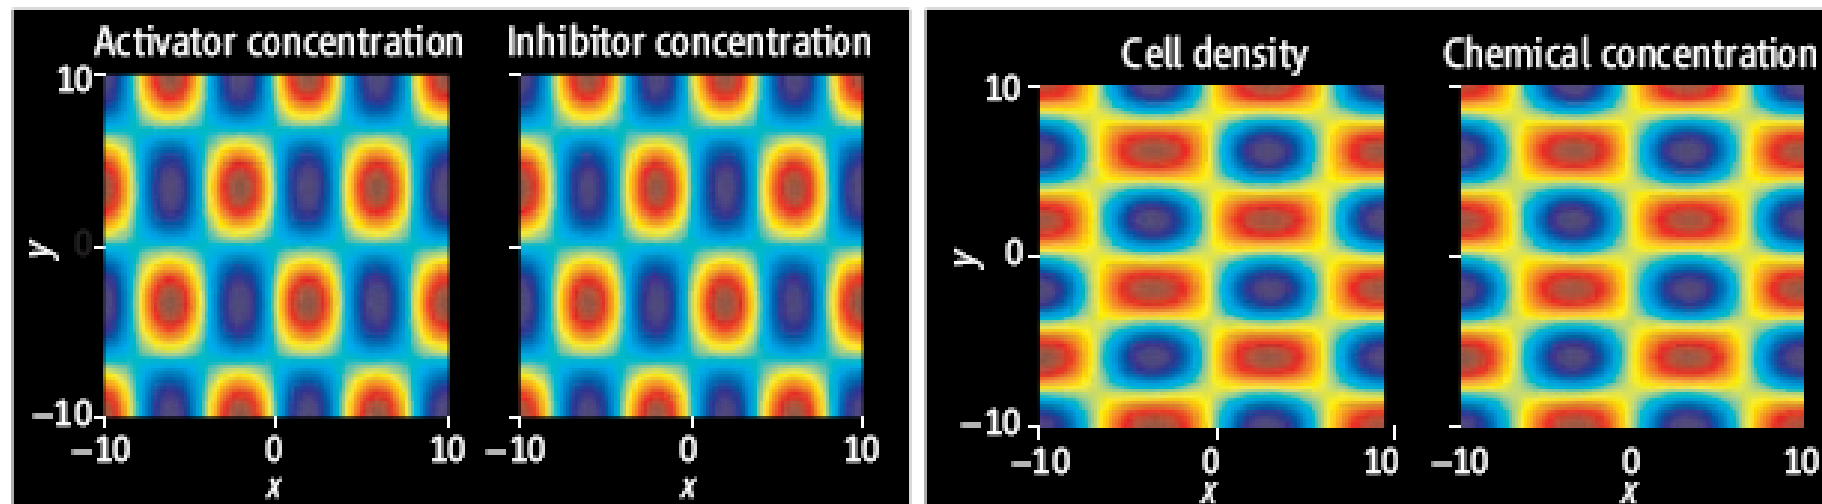 Activator concentration
Inhibitor concentration
10
y
0
−10
−10 0 10
x
−10 0 10
x
Cell density
Chemical concentration
10
y
0
−10
−10 0 10
x
−10 0 10
x